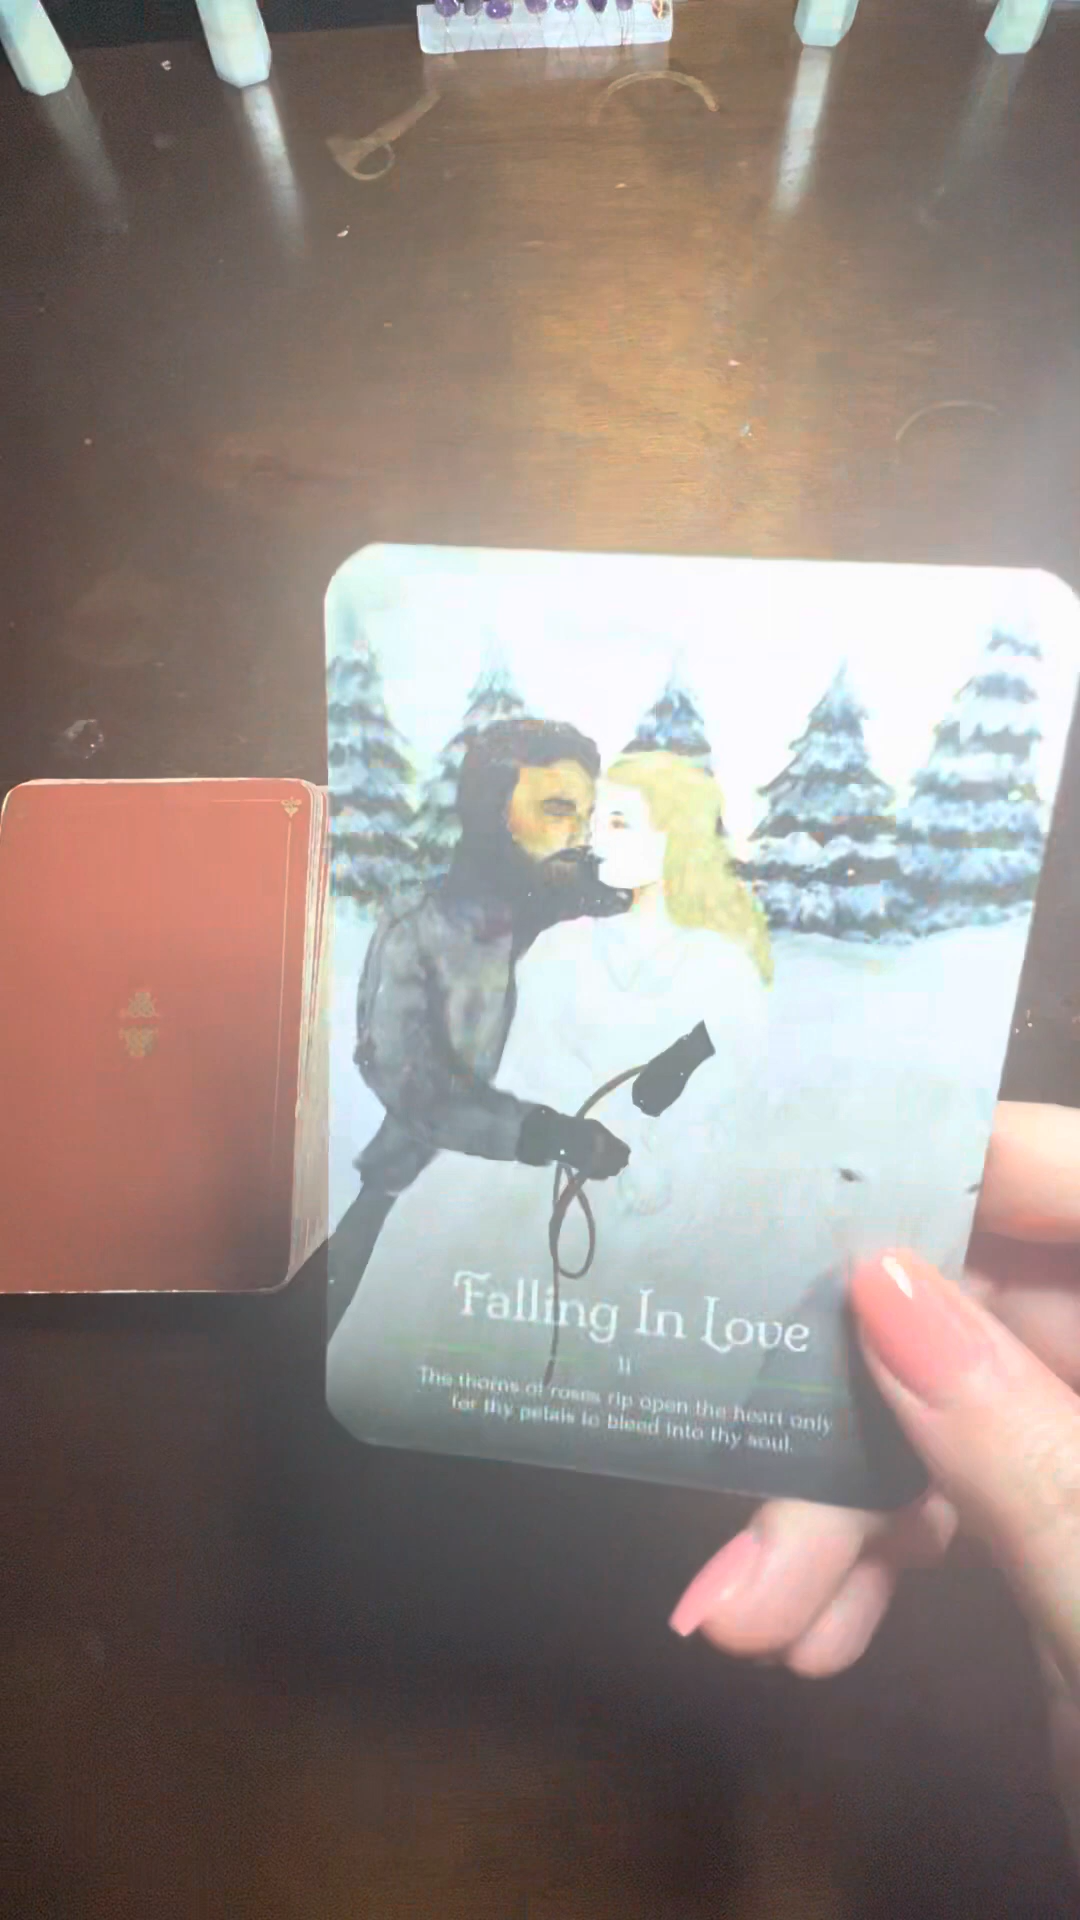 Falling In Love
11
The thorns of roses rip open the heart only
for thy petals to bleed into thy soul.